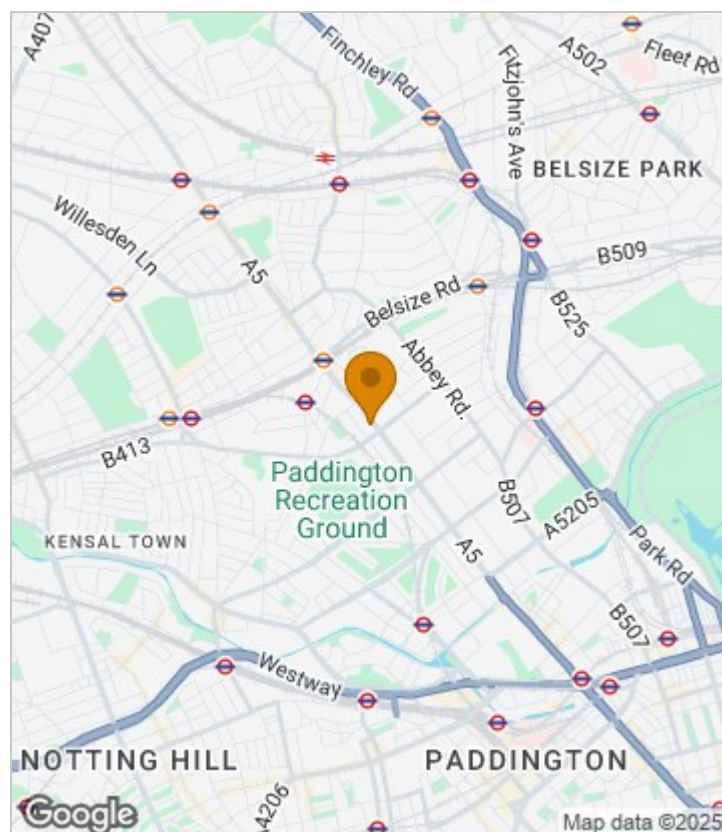 A407
Finchley Rd
Fitzjohn's Ave
A502
Fleet Rd
BELSIZE PARK
Willesden Ln
A5
B509
Belsize Rd
B525
Abbey Rd.
B413
Paddington
Recreation
Ground
B507
A5205
KENSAL TOWN
A5
Park Rd
B507
Westway
NOTTING HILL
PADDINGTON
A206
Google
Map data ©2025